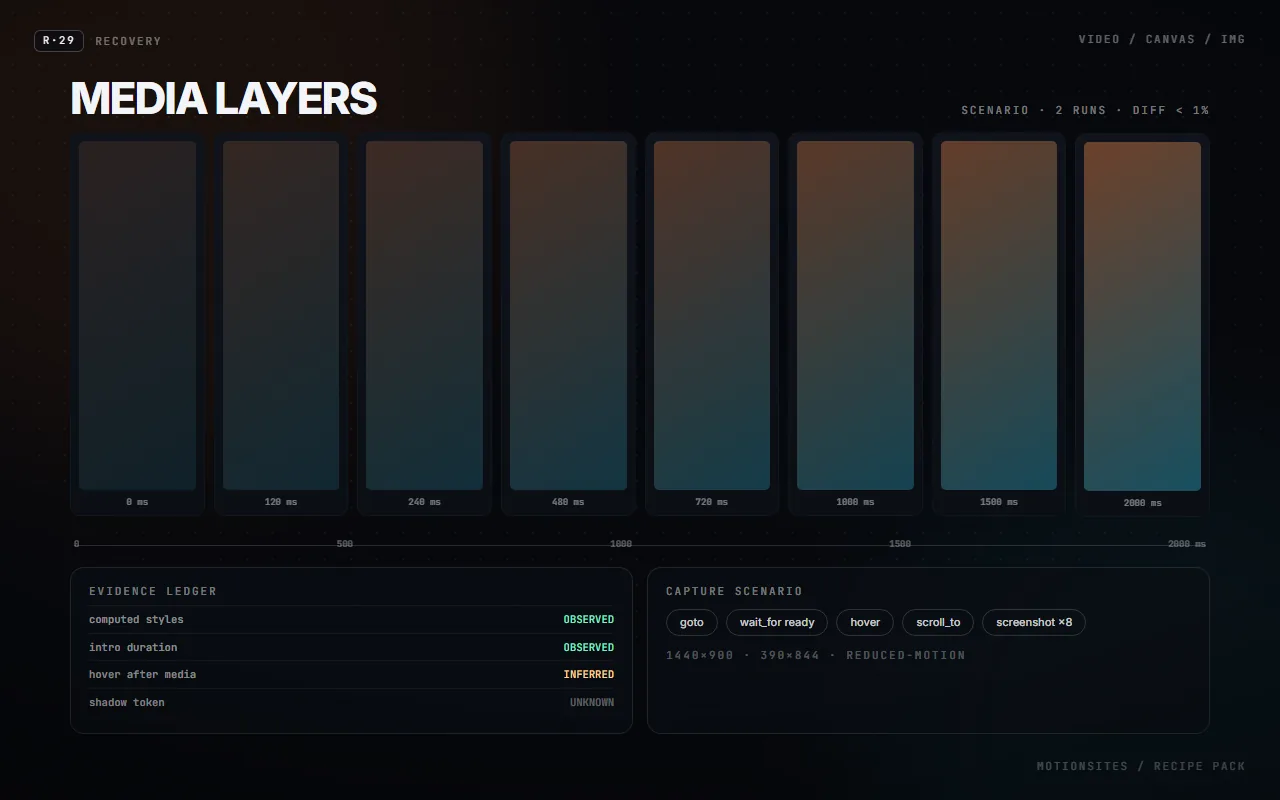 R·29 RECOVERY
VIDEO / CANVAS / IMG
MEDIA LAYERS
SCENARIO · 2 RUNS · DIFF < 1%
0 ms
120 ms
240 ms
480 ms
720 ms
1000 ms
1500 ms
2000 ms
0 500 1000 1500 2000 ms
EVIDENCE LEDGER
computed styles OBSERVED
intro duration OBSERVED
hover after media INFERRED
shadow token UNKNOWN
CAPTURE SCENARIO
goto wait_for ready hover scroll_to screenshot ×8
1440×900 · 390×844 · REDUCED-MOTION
MOTIONSITES / RECIPE PACK